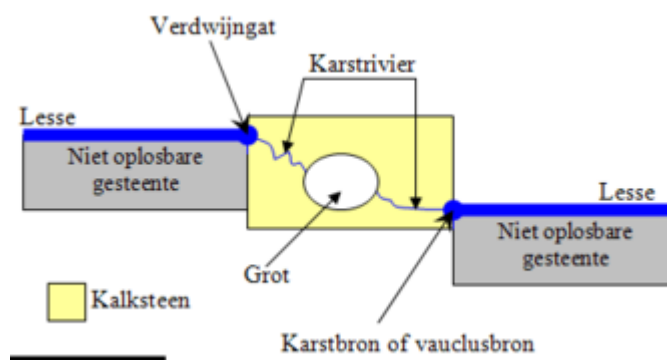 Verdwijngat
Karstrivier
Lesse
Niet oplosbare
gesteente
Lesse
Niet oplosbare
gesteente
Grot
Kalksteen
Karstbron of vauclusbron